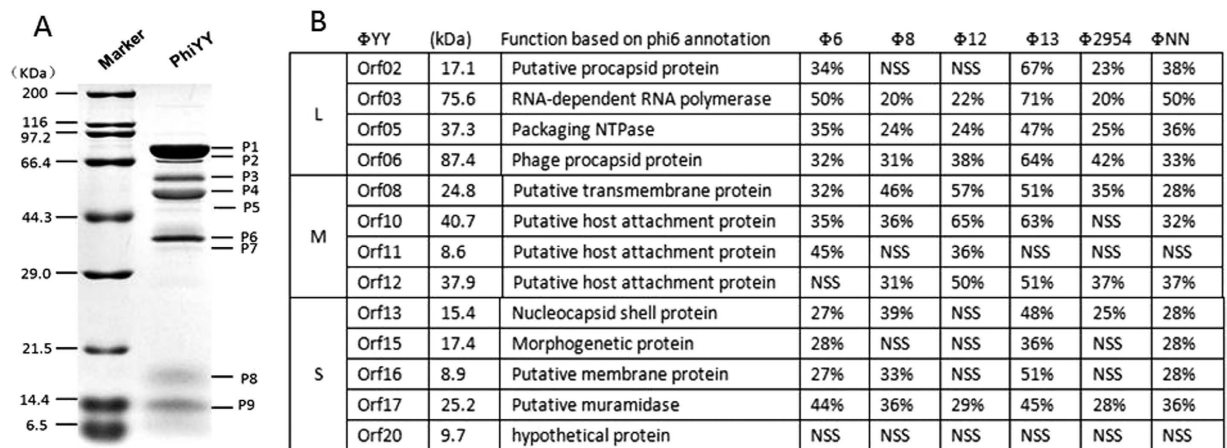 A
Marker
PhiYY
(KDa)
200
116
97.2
66.4
44.3
29.0
21.5
14.4
6.5
P1
P2
P3
P4
P5
P6
P7
P8
P9
B
ΦYY (kDa) Function based on phi6 annotation Φ6 Φ8 Φ12 Φ13 Φ2954 ΦNN
L
Orf02 17.1 Putative procapsid protein 34% NSS NSS 67% 23% 38%
Orf03 75.6 RNA-dependent RNA polymerase 50% 20% 22% 71% 20% 50%
Orf05 37.3 Packaging NTPase 35% 24% 24% 47% 25% 36%
Orf06 87.4 Phage procapsid protein 32% 31% 38% 64% 42% 33%
M
Orf08 24.8 Putative transmembrane protein 32% 46% 57% 51% 35% 28%
Orf10 40.7 Putative host attachment protein 35% 36% 65% 63% NSS 32%
Orf11 8.6 Putative host attachment protein 45% NSS 36% NSS NSS NSS
Orf12 37.9 Putative host attachment protein NSS 31% 50% 51% 37% 37%
S
Orf13 15.4 Nucleocapsid shell protein 27% 39% NSS 48% 25% 28%
Orf15 17.4 Morphogenetic protein 28% NSS NSS 36% NSS 28%
Orf16 8.9 Putative membrane protein 27% 33% NSS 51% NSS 28%
Orf17 25.2 Putative muramidase 44% 36% 29% 45% 28% 36%
Orf20 9.7 hypothetical protein NSS NSS NSS NSS NSS NSS